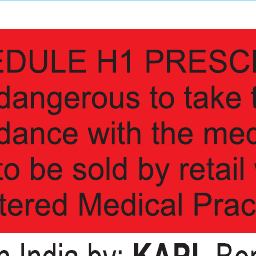 EDULE H1 PRESC
dangerous to take
dance with the med
to be sold by retail
tered Medical Prac
n India by: KAPL, Be